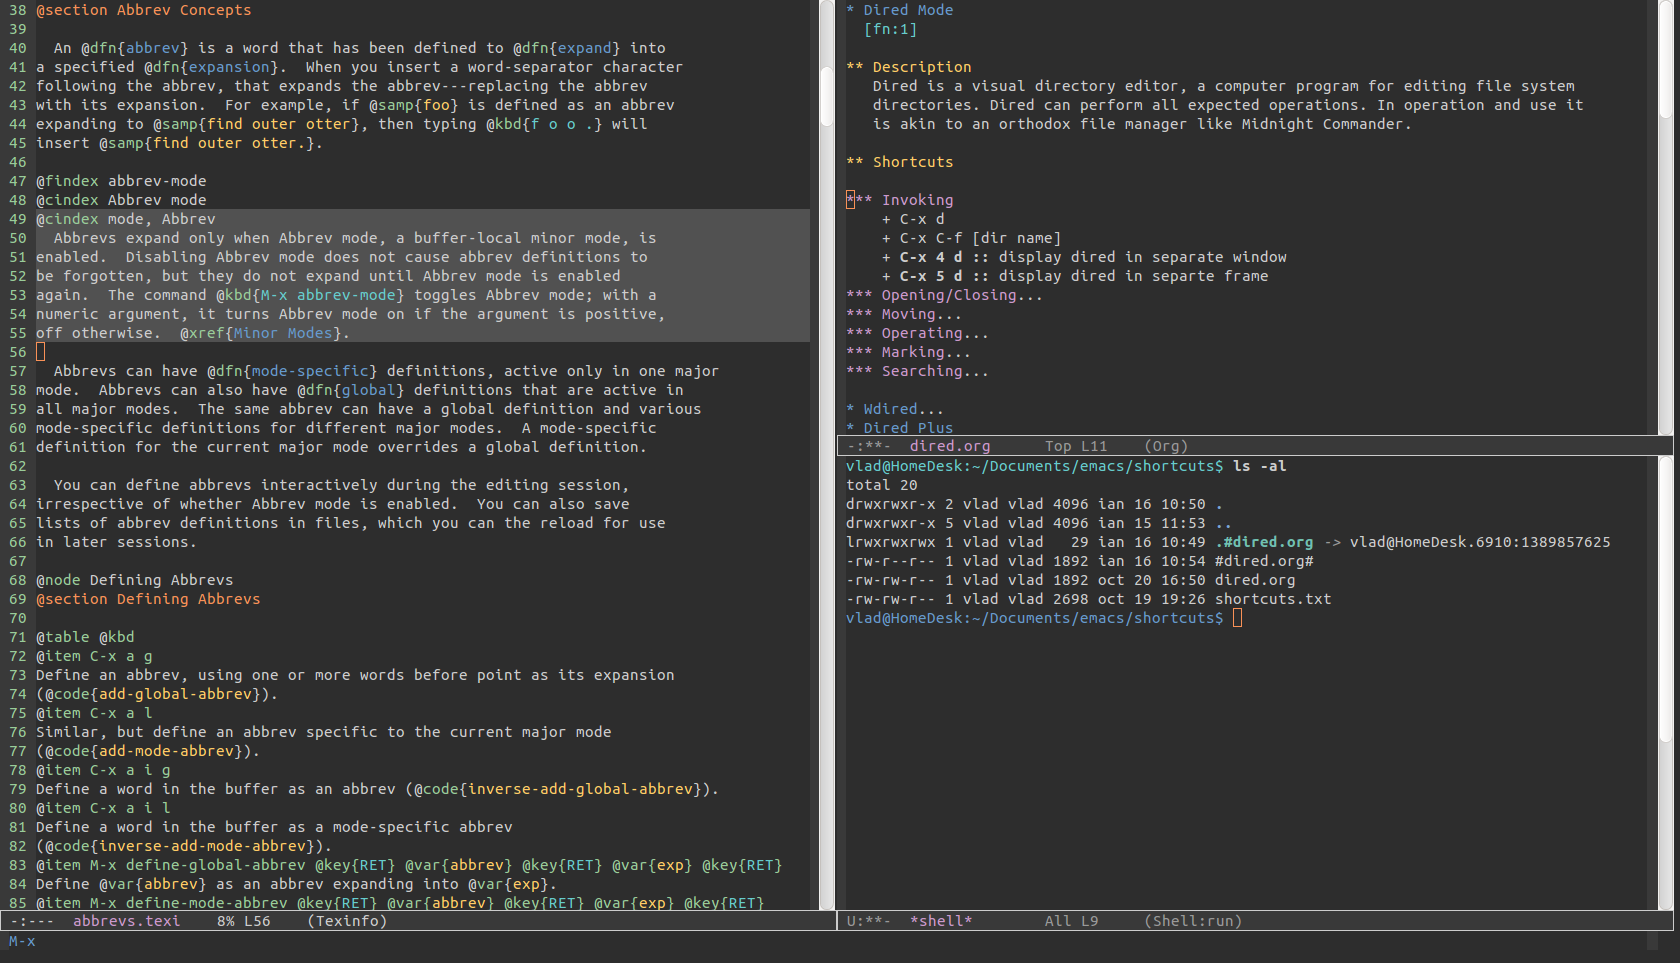 38 @section Abbrev Concepts
39
40   An @dfn{abbrev} is a word that has been defined to @dfn{expand} into
41 a specified @dfn{expansion}.  When you insert a word-separator character
42 following the abbrev, that expands the abbrev---replacing the abbrev
43 with its expansion.  For example, if @samp{foo} is defined as an abbrev
44 expanding to @samp{find outer otter}, then typing @kbd{f o o .} will
45 insert @samp{find outer otter.}.
46
47 @findex abbrev-mode
48 @cindex Abbrev mode
49 @cindex mode, Abbrev
50   Abbrevs expand only when Abbrev mode, a buffer-local minor mode, is
51 enabled.  Disabling Abbrev mode does not cause abbrev definitions to
52 be forgotten, but they do not expand until Abbrev mode is enabled
53 again.  The command @kbd{M-x abbrev-mode} toggles Abbrev mode; with a
54 numeric argument, it turns Abbrev mode on if the argument is positive,
55 off otherwise.  @xref{Minor Modes}.
56
57   Abbrevs can have @dfn{mode-specific} definitions, active only in one major
58 mode.  Abbrevs can also have @dfn{global} definitions that are active in
59 all major modes.  The same abbrev can have a global definition and various
60 mode-specific definitions for different major modes.  A mode-specific
61 definition for the current major mode overrides a global definition.
62
63   You can define abbrevs interactively during the editing session,
64 irrespective of whether Abbrev mode is enabled.  You can also save
65 lists of abbrev definitions in files, which you can the reload for use
66 in later sessions.
67
68 @node Defining Abbrevs
69 @section Defining Abbrevs
70
71 @table @kbd
72 @item C-x a g
73 Define an abbrev, using one or more words before point as its expansion
74 (@code{add-global-abbrev}).
75 @item C-x a l
76 Similar, but define an abbrev specific to the current major mode
77 (@code{add-mode-abbrev}).
78 @item C-x a i g
79 Define a word in the buffer as an abbrev (@code{inverse-add-global-abbrev}).
80 @item C-x a i l
81 Define a word in the buffer as a mode-specific abbrev
82 (@code{inverse-add-mode-abbrev}).
83 @item M-x define-global-abbrev @key{RET} @var{abbrev} @key{RET} @var{exp} @key{RET}
84 Define @var{abbrev} as an abbrev expanding into @var{exp}.
85 @item M-x define-mode-abbrev @key{RET} @var{abbrev} @key{RET} @var{exp} @key{RET}
-:---  abbrevs.texi    8% L56    (Texinfo)
M-x
* Dired Mode
  [fn:1]
** Description
   Dired is a visual directory editor, a computer program for editing file system
   directories. Dired can perform all expected operations. In operation and use it
   is akin to an orthodox file manager like Midnight Commander.
** Shortcuts
*** Invoking
    + C-x d
    + C-x C-f [dir name]
    + C-x 4 d :: display dired in separate window
    + C-x 5 d :: display dired in separte frame
*** Opening/Closing...
*** Moving...
*** Operating...
*** Marking...
*** Searching...
* Wdired...
* Dired Plus
-:**-  dired.org      Top L11    (Org)
vlad@HomeDesk:~/Documents/emacs/shortcuts$ ls -al
total 20
drwxrwxr-x 2 vlad vlad 4096 ian 16 10:50 .
drwxrwxr-x 5 vlad vlad 4096 ian 15 11:53 ..
lrwxrwxrwx 1 vlad vlad   29 ian 16 10:49 .#dired.org -> vlad@HomeDesk.6910:1389857625
-rw-r--r-- 1 vlad vlad 1892 ian 16 10:54 #dired.org#
-rw-rw-r-- 1 vlad vlad 1892 oct 20 16:50 dired.org
-rw-rw-r-- 1 vlad vlad 2698 oct 19 19:26 shortcuts.txt
vlad@HomeDesk:~/Documents/emacs/shortcuts$
U:**-  *shell*        All L9     (Shell:run)